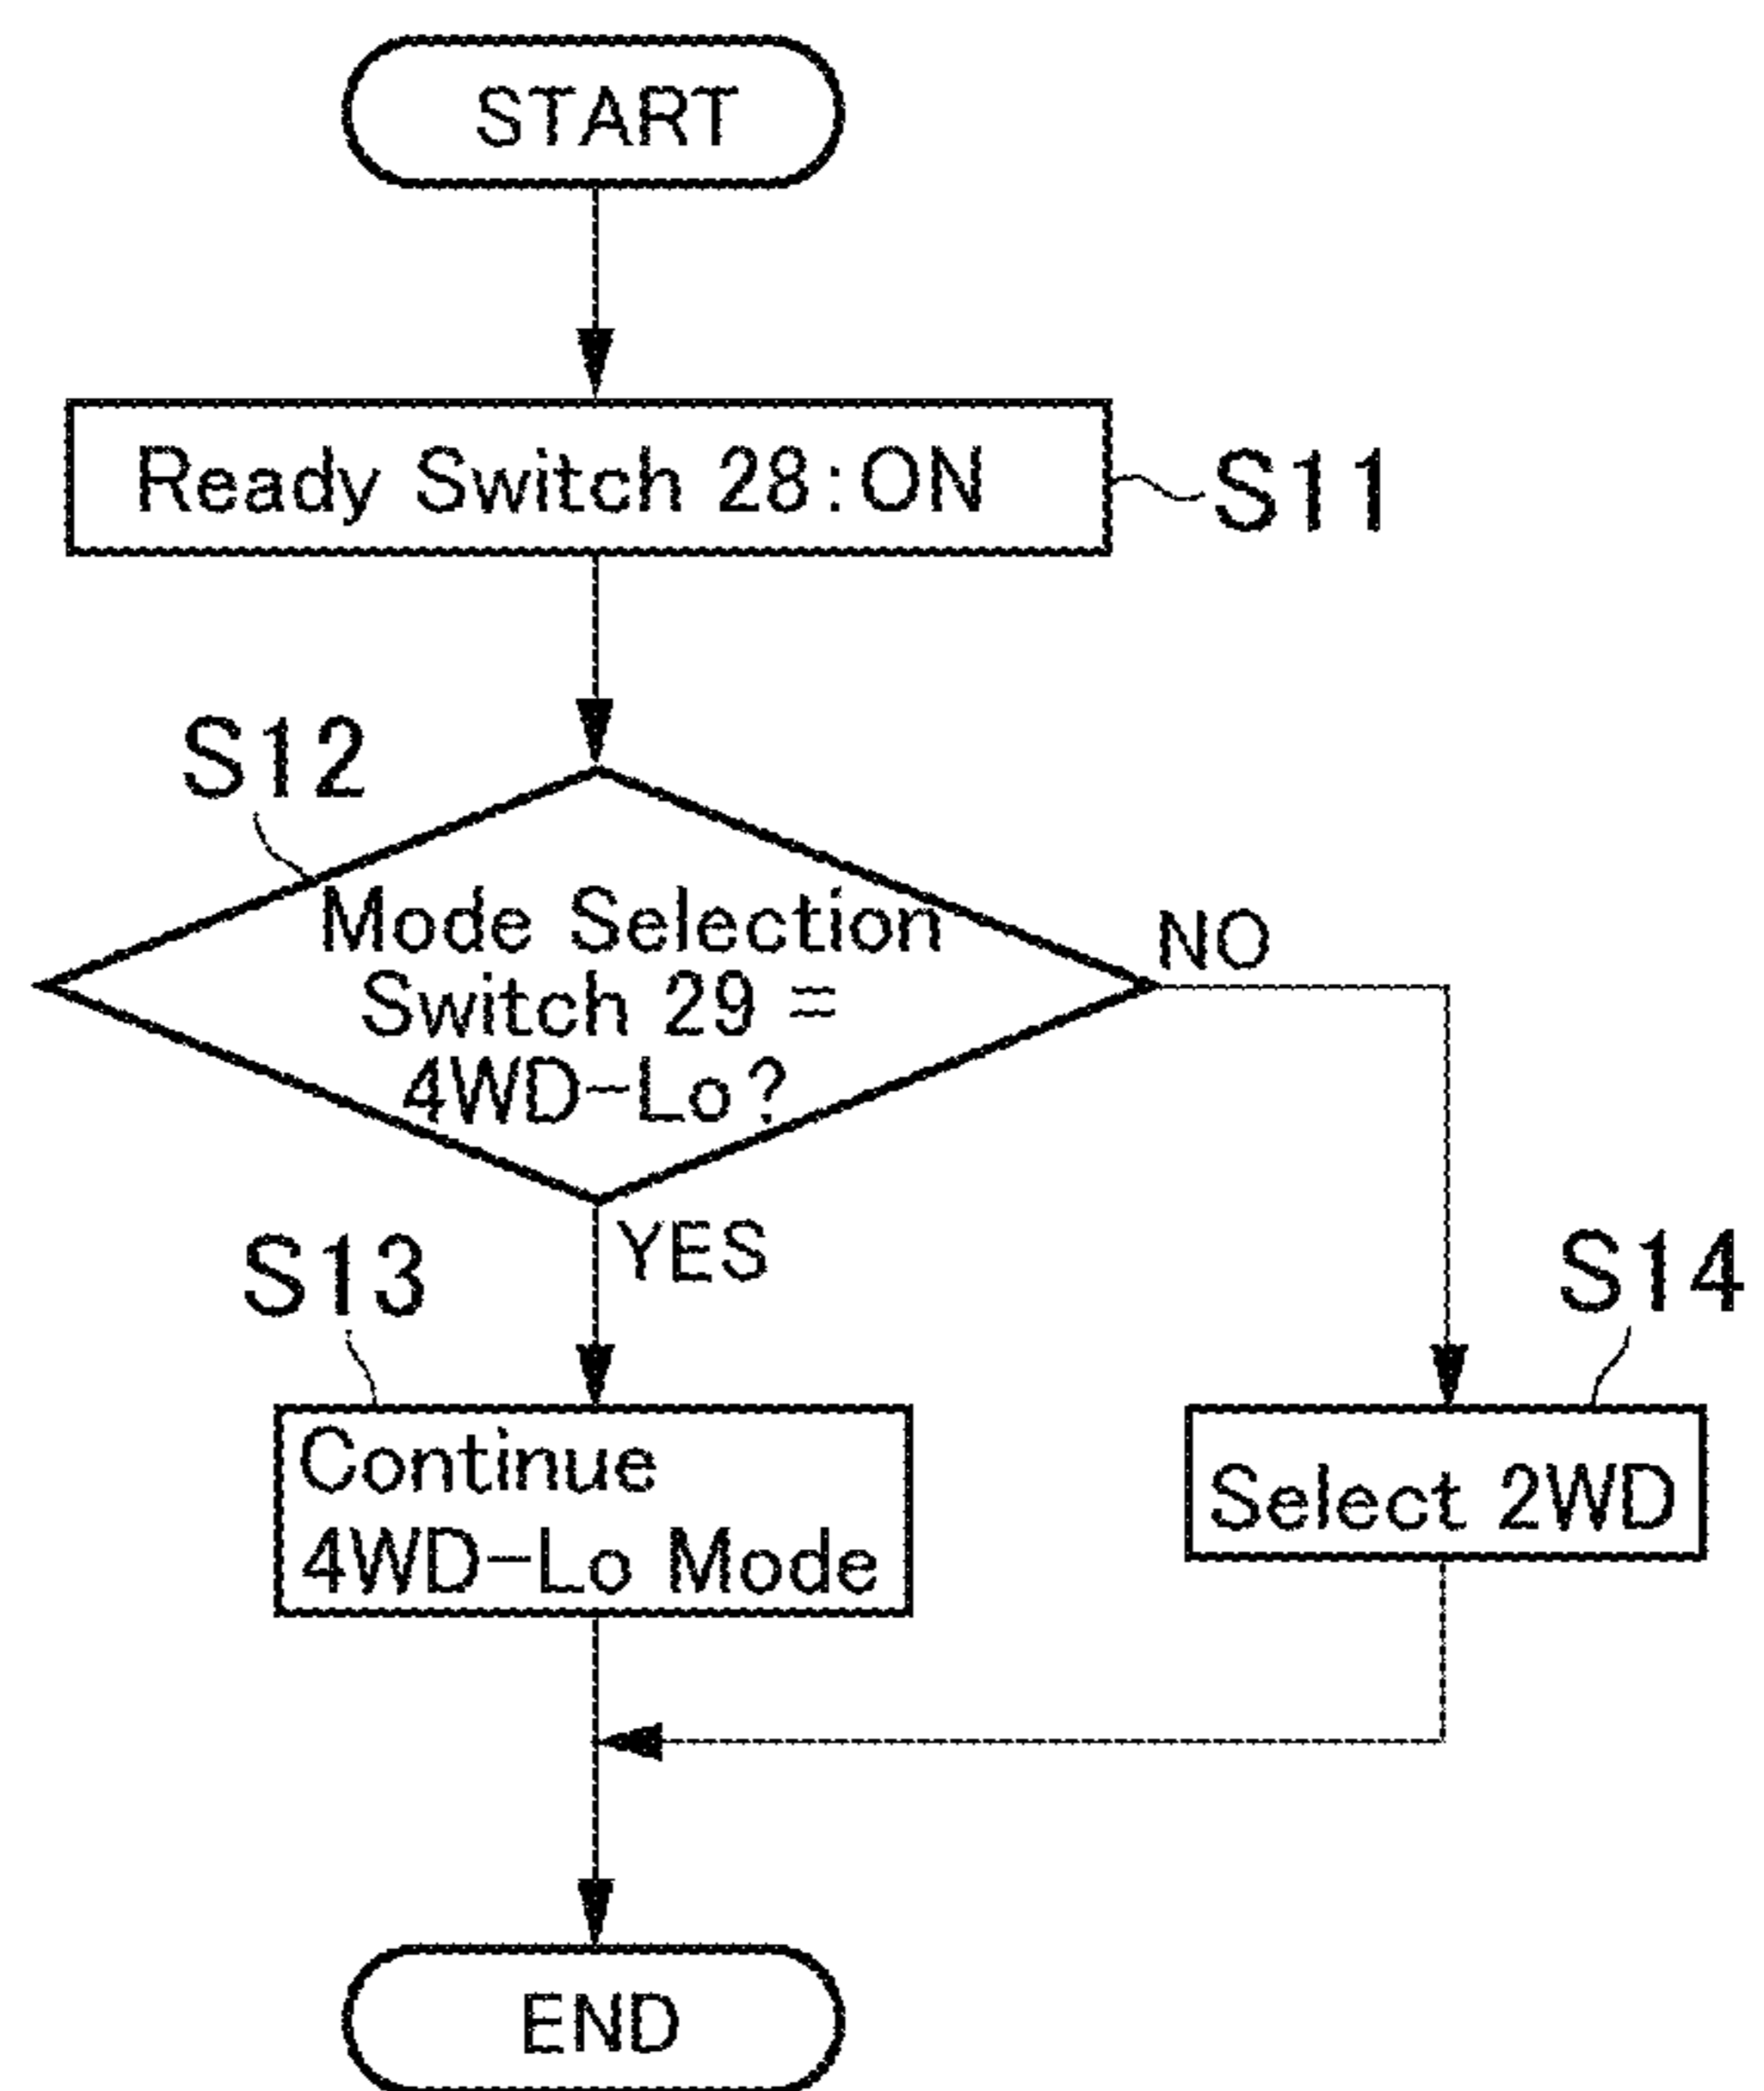 START
Ready Switch 28:ON
S11
S12
Mode Selection
Switch 29 =
4WD-Lo?
NO
YES
S13
S14
Continue
4WD-Lo Mode
Select 2WD
END